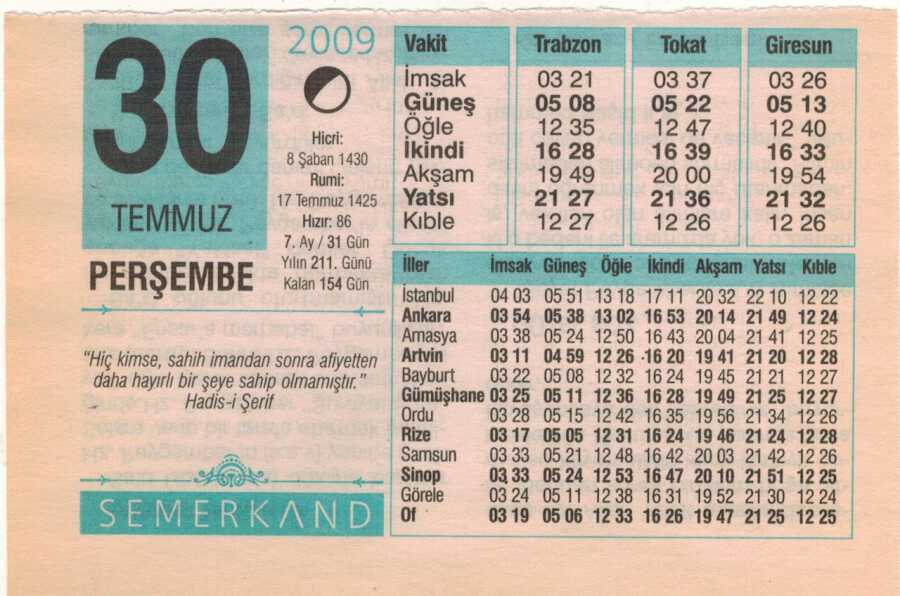 30
TEMMUZ
PERŞEMBE
2009
Hicri:
8 Şaban 1430
Rumi:
17 Temmuz 1425
Hızır: 86
7. Ay / 31 Gün
Yılın 211. Günü
Kalan 154 Gün
"Hiç kimse, sahih imandan sonra afiyetten
daha hayırlı bir şeye sahip olmamıştır."
Hadis-i Şerif
SEMERKAND
Vakit Trabzon Tokat Giresun
İmsak 03 21 03 37 03 26
Güneş 05 08 05 22 05 13
Öğle 12 35 12 47 12 40
İkindi 16 28 16 39 16 33
Akşam 19 49 20 00 19 54
Yatsı 21 27 21 36 21 32
Kıble 12 27 12 26 12 26
İller İmsak Güneş Öğle İkindi Akşam Yatsı Kıble
İstanbul 04 03 05 51 13 18 17 11 20 32 22 10 12 22
Ankara 03 54 05 38 13 02 16 53 20 14 21 49 12 24
Amasya 03 38 05 24 12 50 16 43 20 04 21 41 12 25
Artvin 03 11 04 59 12 26 16 20 19 41 21 20 12 28
Bayburt 03 22 05 08 12 32 16 24 19 45 21 21 12 27
Gümüşhane 03 25 05 11 12 36 16 28 19 49 21 25 12 27
Ordu 03 28 05 15 12 42 16 35 19 56 21 34 12 26
Rize 03 17 05 05 12 31 16 24 19 46 21 24 12 28
Samsun 03 33 05 21 12 48 16 42 20 03 21 42 12 26
Sinop 03 33 05 24 12 53 16 47 20 10 21 51 12 25
Görele 03 24 05 11 12 38 16 31 19 52 21 30 12 24
Of 03 19 05 06 12 33 16 26 19 47 21 25 12 25